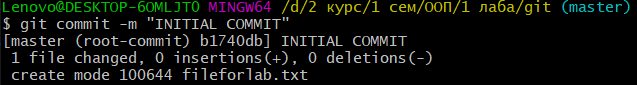 Lenovo@DESKTOP-6OMLJTO MINGW64 /d/2 курс/1 сем/ООП/1 лаба/git (master)
$ git commit -m "INITIAL COMMIT"
[master (root-commit) b1740db] INITIAL COMMIT
 1 file changed, 0 insertions(+), 0 deletions(-)
 create mode 100644 fileforlab.txt